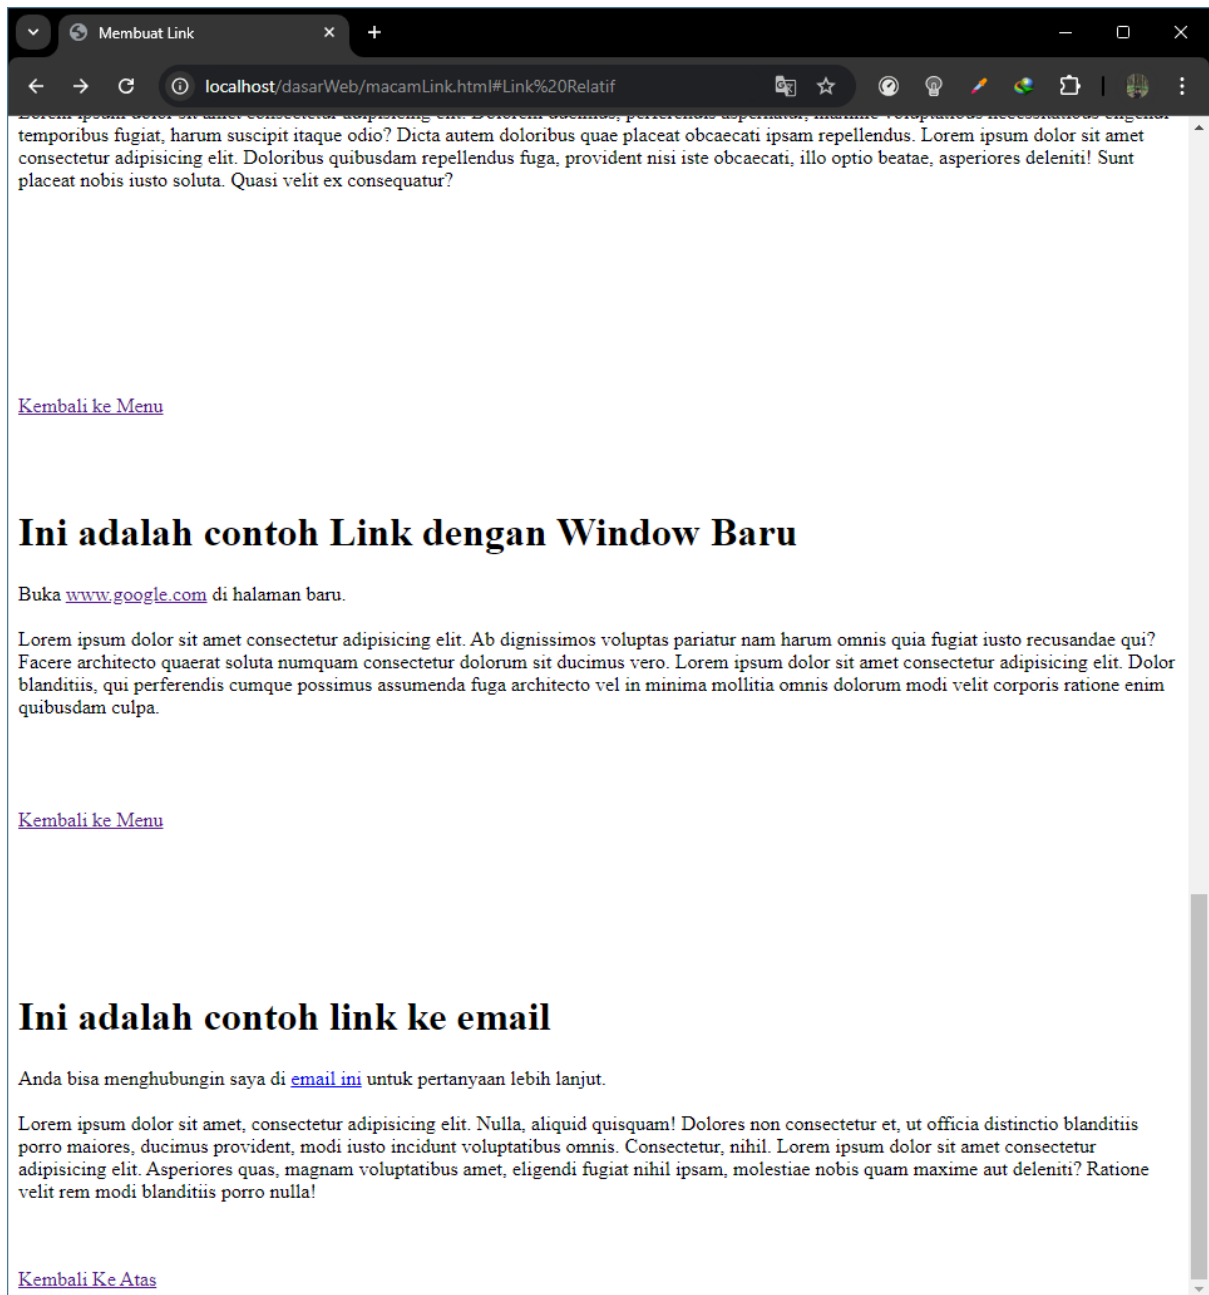 Membuat Link
localhost/dasarWeb/macamLink.html#Link%20Relatif
temporibus fugiat, harum suscipit itaque odio? Dicta autem doloribus quae placeat obcaecati ipsam repellendus. Lorem ipsum dolor sit amet
consectetur adipisicing elit. Doloribus quibusdam repellendus fuga, provident nisi iste obcaecati, illo optio beatae, asperiores deleniti! Sunt
placeat nobis iusto soluta. Quasi velit ex consequatur?
Kembali ke Menu
Ini adalah contoh Link dengan Window Baru
Buka www.google.com di halaman baru.
Lorem ipsum dolor sit amet consectetur adipisicing elit. Ab dignissimos voluptas pariatur nam harum omnis quia fugiat iusto recusandae qui?
Facere architecto quaerat soluta numquam consectetur dolorum sit ducimus vero. Lorem ipsum dolor sit amet consectetur adipisicing elit. Dolor
blanditiis, qui perferendis cumque possimus assumenda fuga architecto vel in minima mollitia omnis dolorum modi velit corporis ratione enim
quibusdam culpa.
Kembali ke Menu
Ini adalah contoh link ke email
Anda bisa menghubungin saya di email ini untuk pertanyaan lebih lanjut.
Lorem ipsum dolor sit amet, consectetur adipisicing elit. Nulla, aliquid quisquam! Dolores non consectetur et, ut officia distinctio blanditiis
porro maiores, ducimus provident, modi iusto incidunt voluptatibus omnis. Consectetur, nihil. Lorem ipsum dolor sit amet consectetur
adipisicing elit. Asperiores quas, magnam voluptatibus amet, eligendi fugiat nihil ipsam, molestiae nobis quam maxime aut deleniti? Ratione
velit rem modi blanditiis porro nulla!
Kembali Ke Atas